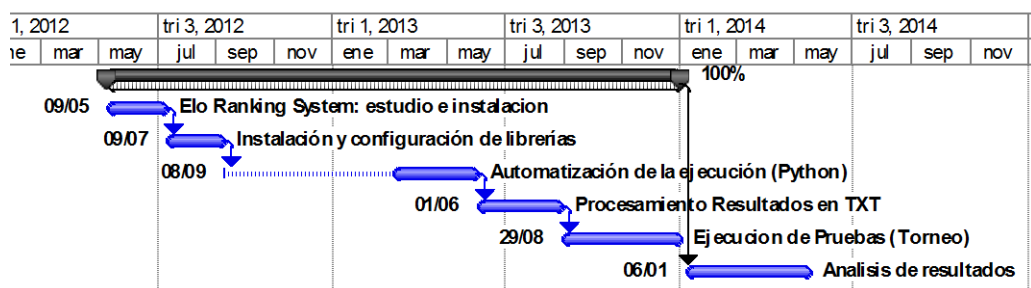 1, 2012 tri 3, 2012 tri 1, 2013 tri 3, 2013 tri 1, 2014 tri 3, 2014
ne mar may jul sep nov ene mar may jul sep nov ene mar may jul sep nov
100%
09/05 Elo Ranking System: estudio e instalacion
09/07 Instalación y configuración de librerías
08/09 Automatización de la ejecución (Python)
01/06 Procesamiento Resultados en TXT
29/08 Ejecucion de Pruebas (Torneo)
06/01 Analisis de resultados